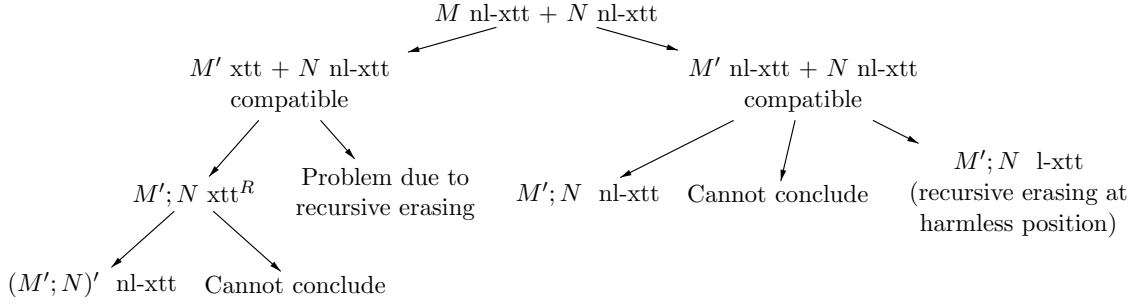 M nl-xtt + N nl-xtt
M′ xtt + N nl-xtt
compatible
M′ nl-xtt + N nl-xtt
compatible
M′; N xttᴿ
Problem due to
recursive erasing
M′; N nl-xtt
Cannot conclude
M′; N l-xtt
(recursive erasing at
harmless position)
(M′; N)′ nl-xtt
Cannot conclude